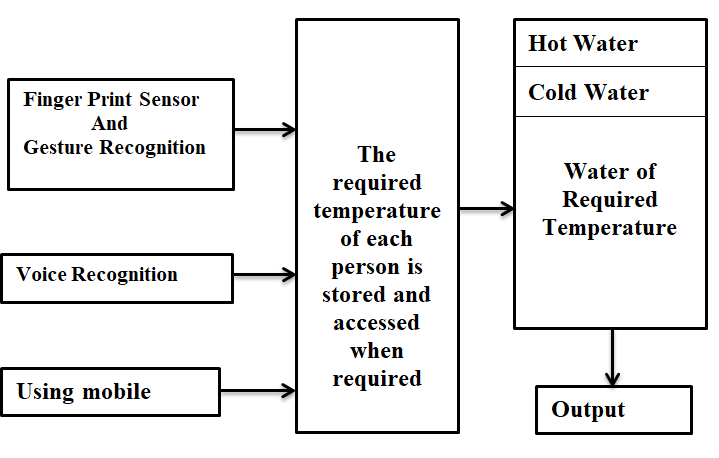 Finger Print Sensor
And
Gesture Recognition
Voice Recognition
Using mobile
The
required
temperature
of each
person is
stored and
accessed
when
required
Hot Water
Cold Water
Water of
Required
Temperature
Output